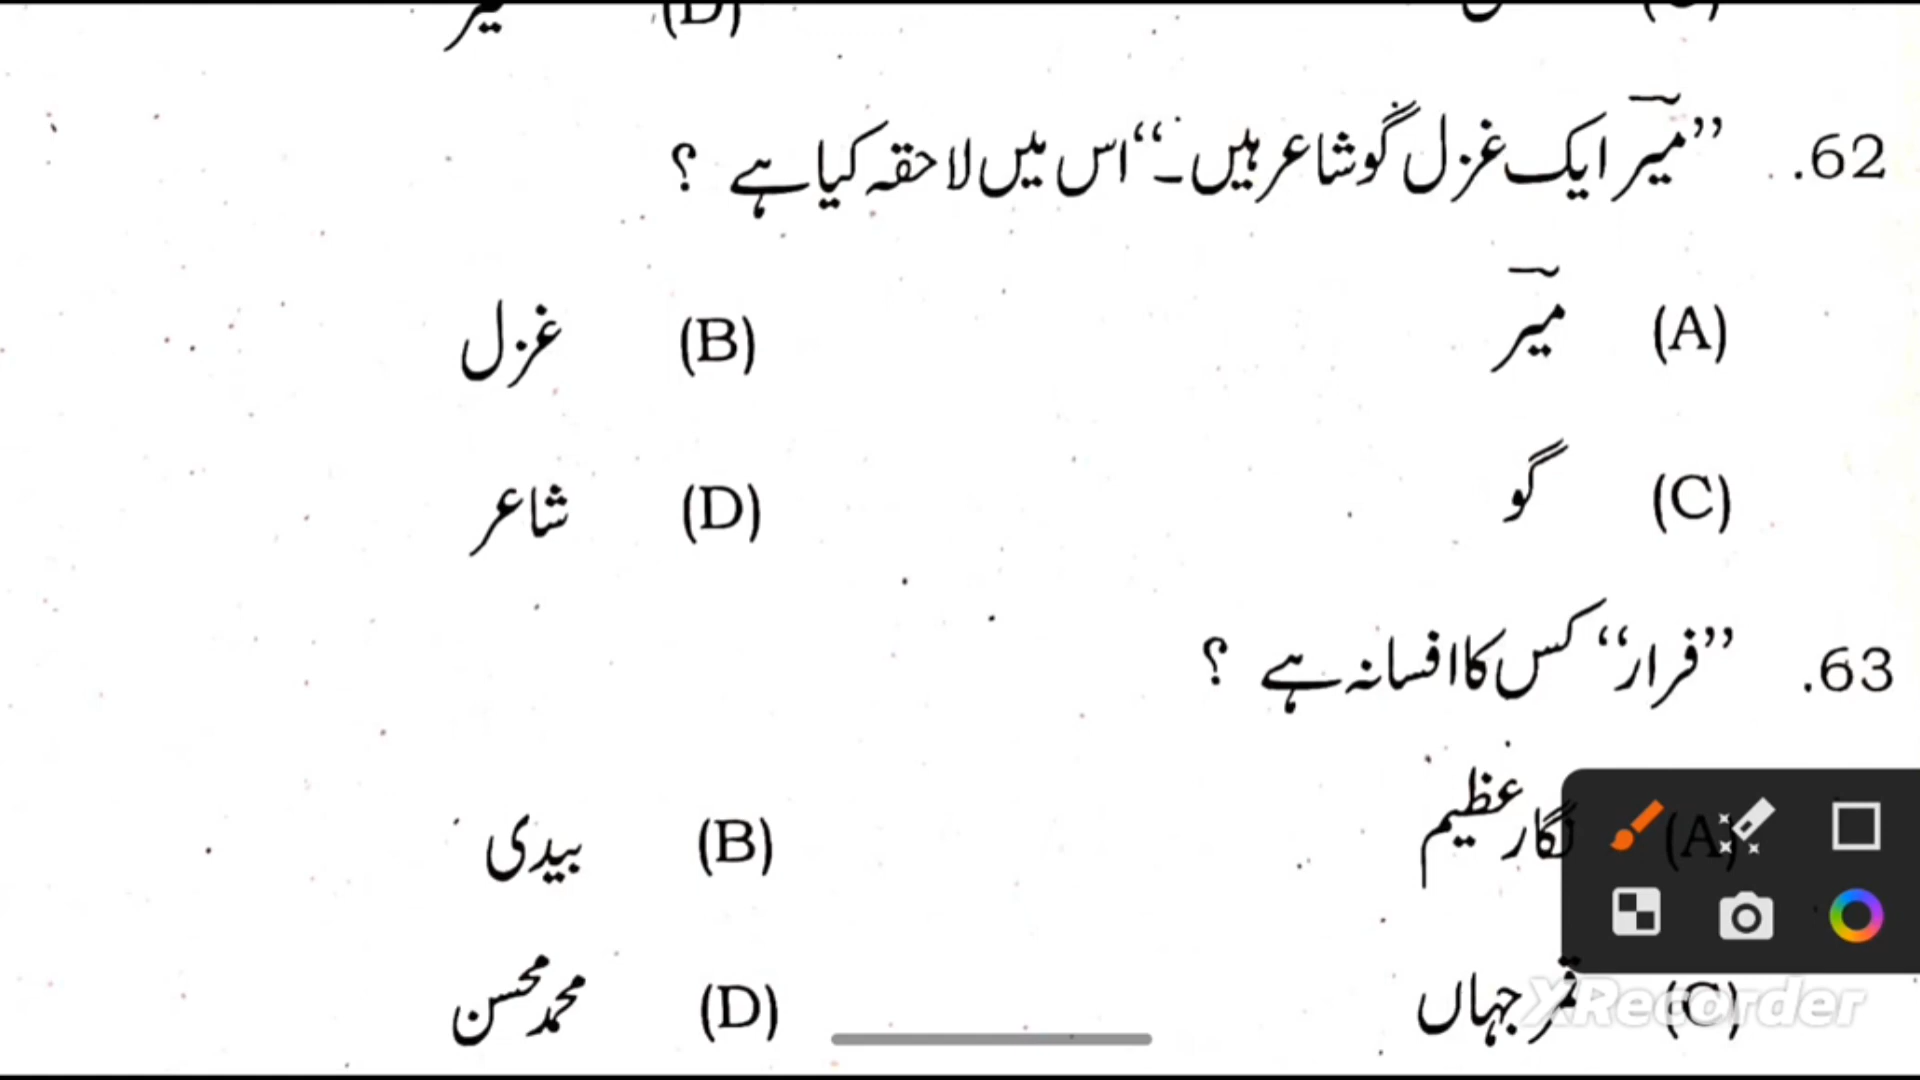 62. ’’میرؔ ایک غزل گو شاعر ہیں۔‘‘ اس میں لاحقہ کیا ہے ؟
(A) میرؔ (B) غزل
(C) گو (D) شاعر
63. ’’فرار‘‘ کس کا افسانہ ہے ؟
(A) نگار عظیم (B) بیدی
(C) قمر جہاں (D) محمد محسن
XRecorder